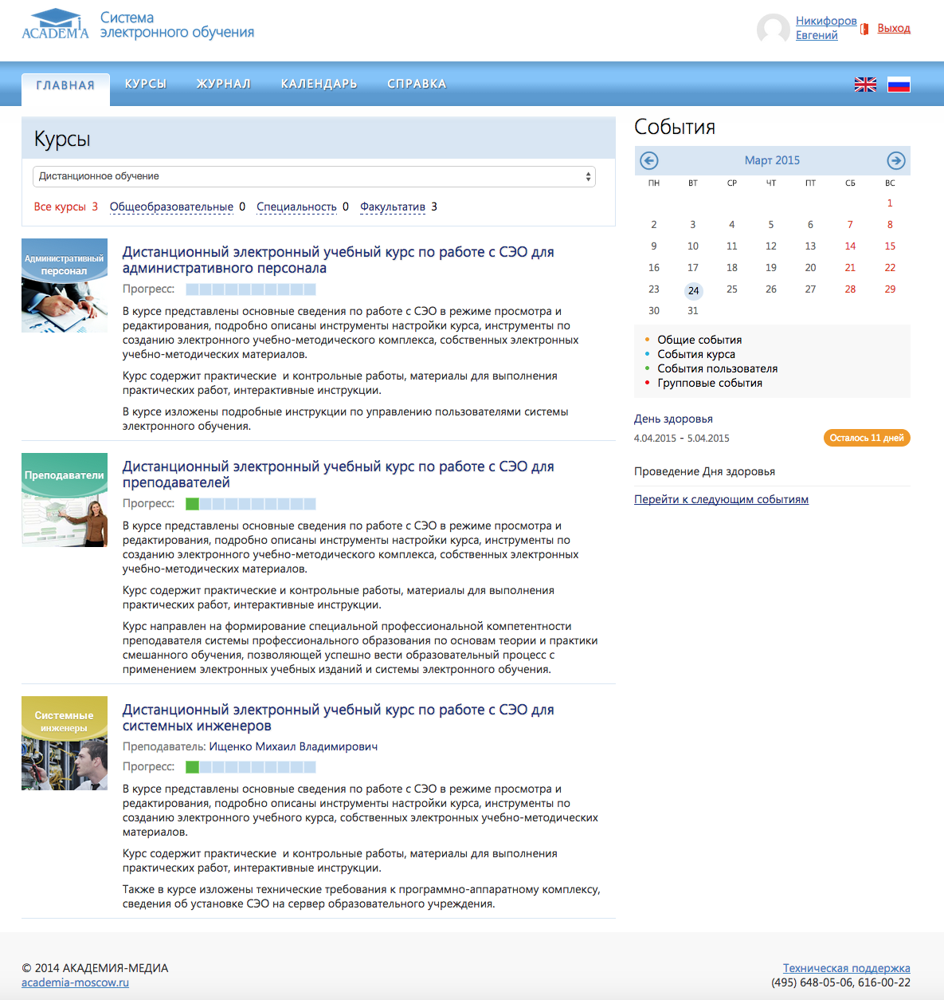 ACADEMiA
Система
электронного обучения
Никифоров
Евгений
Выход
ГЛАВНАЯ
КУРСЫ
ЖУРНАЛ
КАЛЕНДАРЬ
СПРАВКА
Курсы
Дистанционное обучение
Все курсы 3 Общеобразовательные 0 Специальность 0 Факультатив 3
Административный
персонал
Дистанционный электронный учебный курс по работе с СЭО для
административного персонала
Прогресс:
В курсе представлены основные сведения по работе с СЭО в режиме просмотра и
редактирования, подробно описаны инструменты настройки курса, инструменты по
созданию электронного учебно-методического комплекса, собственных электронных
учебно-методических материалов.
Курс содержит практические и контрольные работы, материалы для выполнения
практических работ, интерактивные инструкции.
В курсе изложены подробные инструкции по управлению пользователями системы
электронного обучения.
Преподаватели
Дистанционный электронный учебный курс по работе с СЭО для
преподавателей
Прогресс:
В курсе представлены основные сведения по работе с СЭО в режиме просмотра и
редактирования, подробно описаны инструменты настройки курса, инструменты по
созданию электронного учебно-методического комплекса, собственных электронных
учебно-методических материалов.
Курс содержит практические и контрольные работы, материалы для выполнения
практических работ, интерактивные инструкции.
Курс направлен на формирование специальной профессиональной компетентности
преподавателя системы профессионального образования по основам теории и практики
смешанного обучения, позволяющей успешно вести образовательный процесс с
применением электронных учебных изданий и системы электронного обучения.
Системные
инженеры
Дистанционный электронный учебный курс по работе с СЭО для
системных инженеров
Преподаватель: Ищенко Михаил Владимирович
Прогресс:
В курсе представлены основные сведения по работе с СЭО в режиме просмотра и
редактирования, подробно описаны инструменты настройки курса, инструменты по
созданию электронного учебного курса, собственных электронных учебно-методических
материалов.
Курс содержит практические и контрольные работы, материалы для выполнения
практических работ, интерактивные инструкции.
Также в курсе изложены технические требования к программно-аппаратному комплексу,
сведения об установке СЭО на сервер образовательного учреждения.
События
Март 2015
ПН ВТ СР ЧТ ПТ СБ ВС
1
2 3 4 5 6 7 8
9 10 11 12 13 14 15
16 17 18 19 20 21 22
23 24 25 26 27 28 29
30 31
Общие события
События курса
События пользователя
Групповые события
День здоровья
4.04.2015 - 5.04.2015
Осталось 11 дней
Проведение Дня здоровья
Перейти к следующим событиям
© 2014 АКАДЕМИЯ-МЕДИА
academia-moscow.ru
Техническая поддержка
(495) 648-05-06, 616-00-22